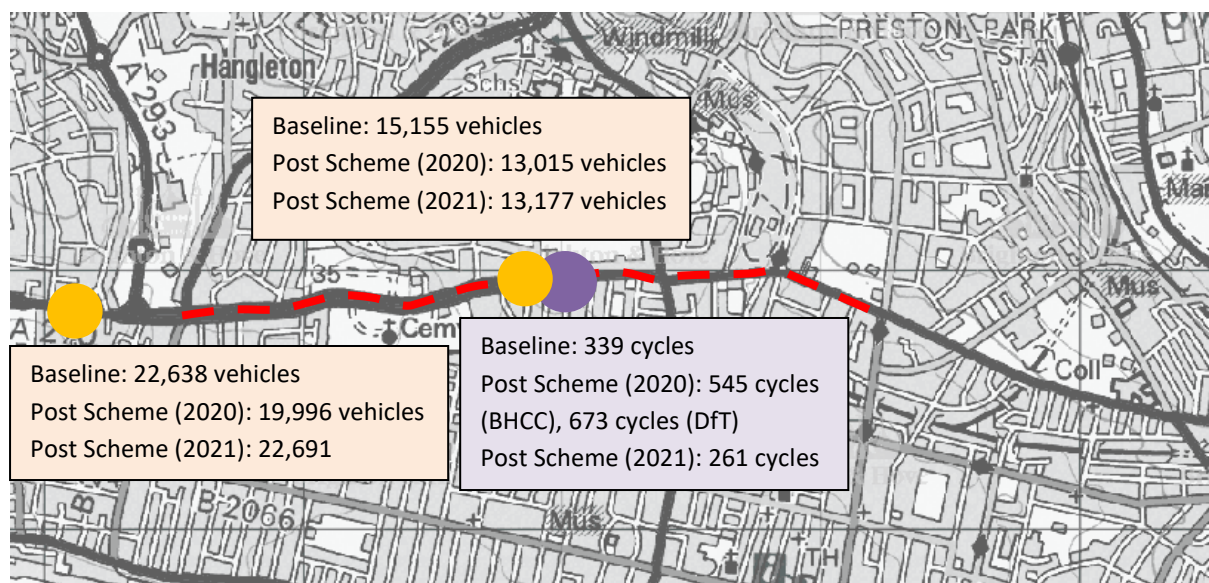 Sch
A 2038
Windmill
PRESTON PARK
STA
Hangleton
Schs
A 293
Mus
Baseline: 15,155 vehicles
Post Scheme (2020): 13,015 vehicles
Post Scheme (2021): 13,177 vehicles
35
Cem
Mus
Coll
Baseline: 22,638 vehicles
Post Scheme (2020): 19,996 vehicles
Post Scheme (2021): 22,691
Baseline: 339 cycles
Post Scheme (2020): 545 cycles
(BHCC), 673 cycles (DfT)
Post Scheme (2021): 261 cycles
B 2066
Mus
TH